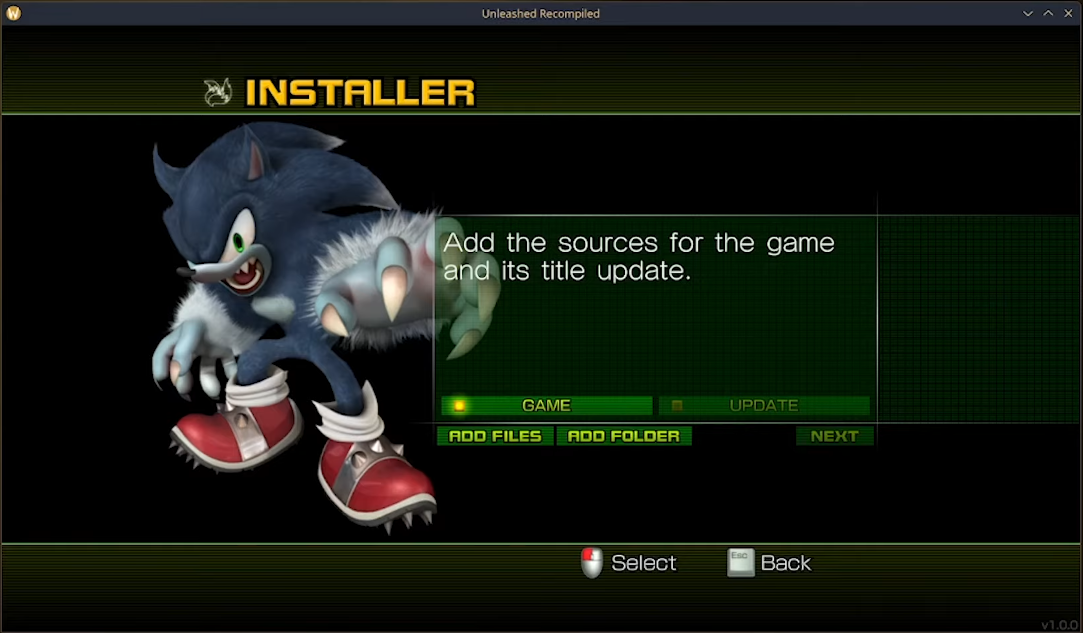 Unleashed Recompiled
INSTALLER
Add the sources for the game
and its title update.
GAME UPDATE
ADD FILES ADD FOLDER NEXT
Select Esc Back
v1.0.0